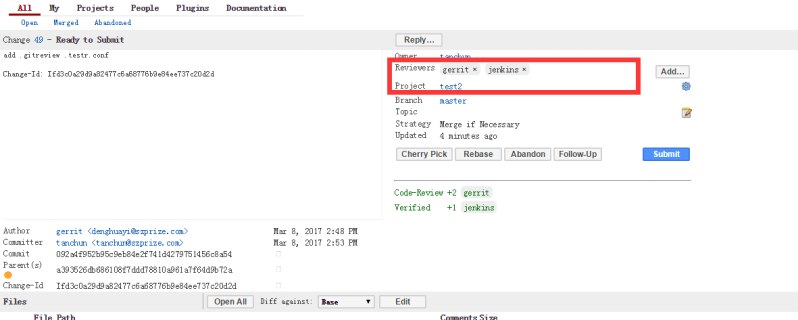 All My Projects People Plugins Documentation
Open Merged Abandoned
Change 49 - Ready to Submit
Reply…
add .gitreview .testr.conf
Change-Id: Ifd3c0a29d9a82477c6a68776b9e84ee737c20d2d
Owner tanchun
Reviewers gerrit × jenkins ×
Add…
Project test2
Branch master
Topic
Strategy Merge if Necessary
Updated 4 minutes ago
Cherry Pick Rebase Abandon Follow-Up Submit
Code-Review +2 gerrit
Verified +1 jenkins
Author gerrit <denghuayi@szprize.com> Mar 8, 2017 2:48 PM
Committer tanchun <tanchun@szprize.com> Mar 8, 2017 2:53 PM
Commit 092a4f952b95c9eb84e2f741d4279751456c8a54
Parent(s) a393526db686108f7ddd78810a961a7f64d9b72a
Change-Id Ifd3c0a29d9a82477c6a68776b9e84ee737c20d2d
Files Open All Diff against: Base Edit
File Path Comments Size